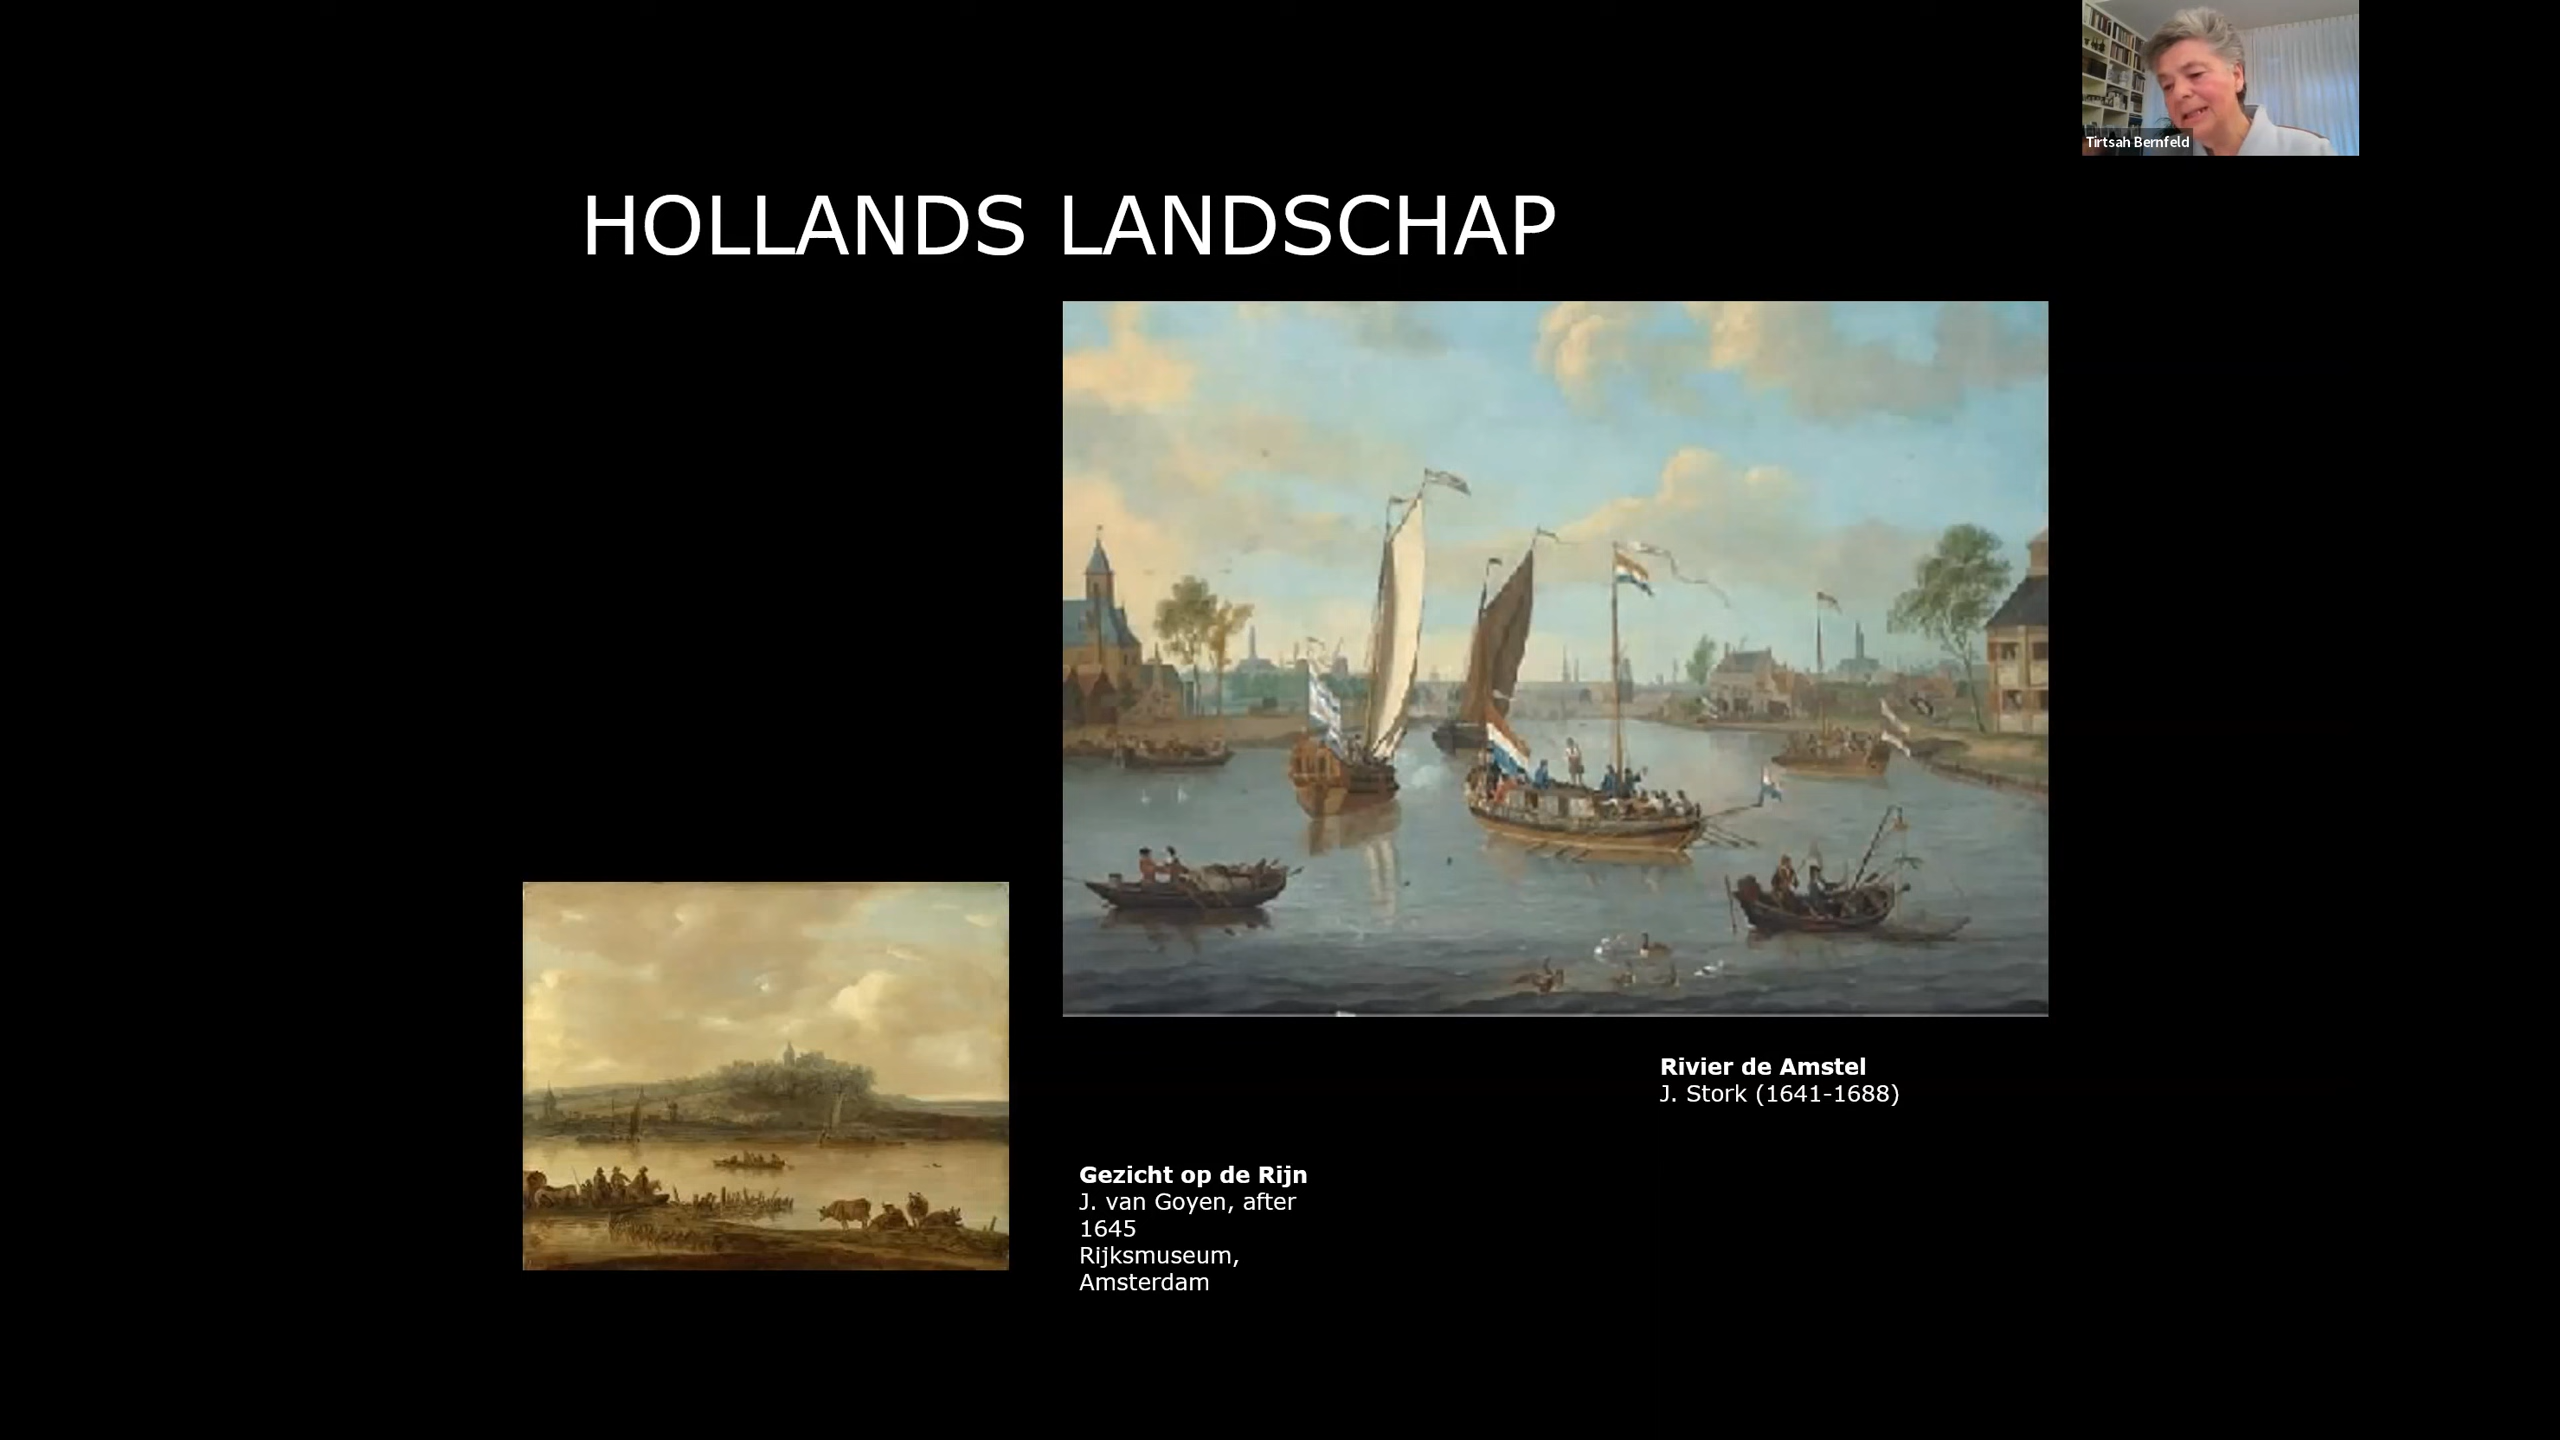 Tirtsah Bernfeld
HOLLANDS LANDSCHAP
Rivier de Amstel
J. Stork (1641-1688)
Gezicht op de Rijn
J. van Goyen, after
1645
Rijksmuseum,
Amsterdam